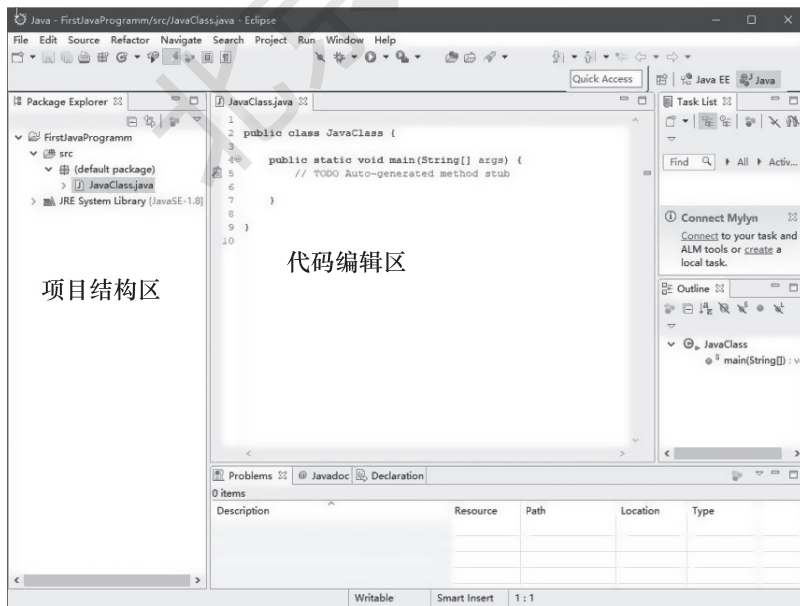 Java - FirstJavaProgramm/src/JavaClass.java - Eclipse
File Edit Source Refactor Navigate Search Project Run Window Help
Quick Access
Java EE
Java
Package Explorer
FirstJavaProgramm
src
(default package)
JavaClass.java
JRE System Library [JavaSE-1.8]
项目结构区
JavaClass.java
1
2 public class JavaClass {
3
4 public static void main(String[] args) {
5 // TODO Auto-generated method stub
6
7 }
8
9 }
10
代码编辑区
Task List
Find All Activ...
Connect Mylyn
Connect to your task and
ALM tools or create a
local task.
Outline
JavaClass
main(String[]) : v
Problems @ Javadoc Declaration
0 items
Description Resource Path Location Type
Writable Smart Insert 1 : 1
北京